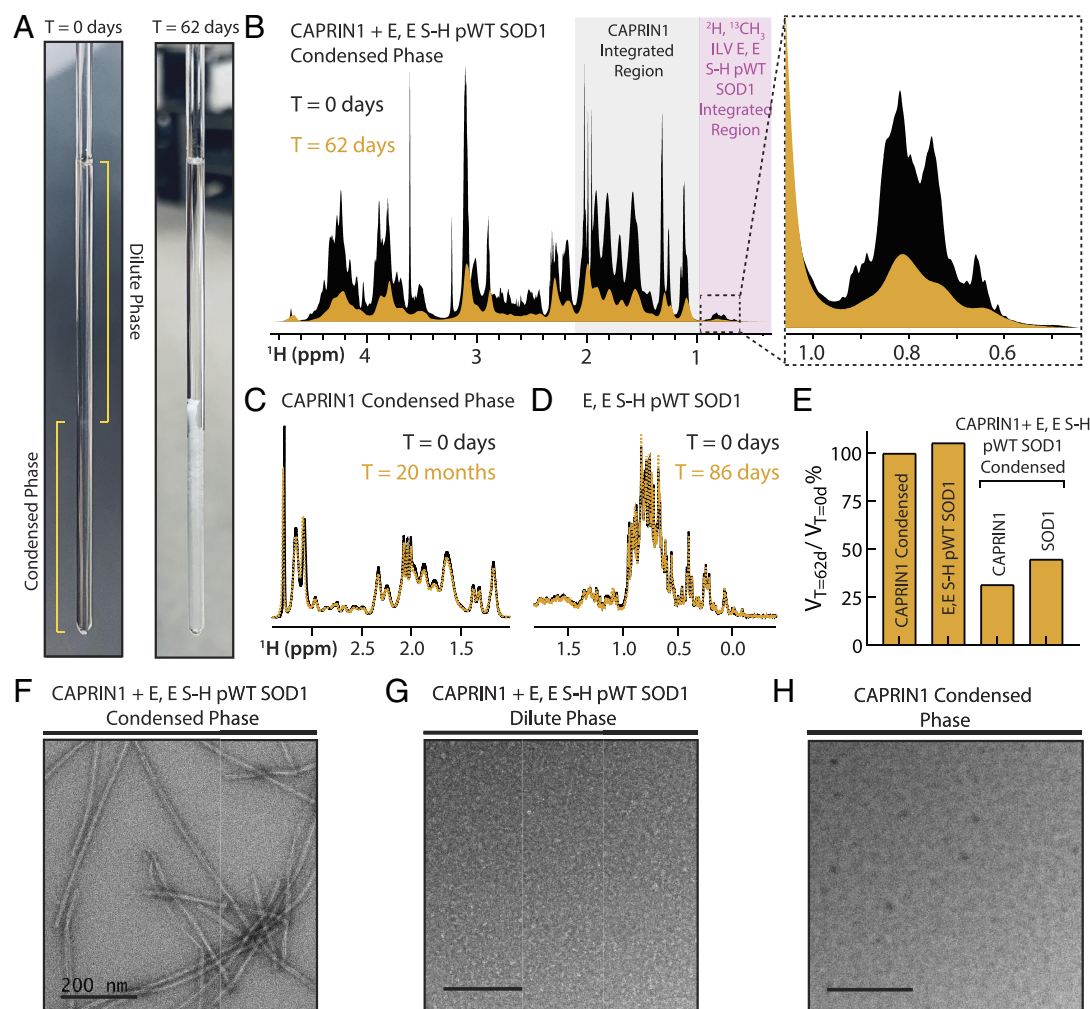 A
T = 0 days
T = 62 days
Dilute Phase
Condensed Phase
B
CAPRIN1 + E, E S-H pWT SOD1
Condensed Phase
T = 0 days
T = 62 days
CAPRIN1
Integrated
Region
²H, ¹³CH₃
ILV E, E
S-H pWT
SOD1
Integrated
Region
¹H (ppm)
4
3
2
1
1.0
0.8
0.6
C
CAPRIN1 Condensed Phase
T = 0 days
T = 20 months
¹H (ppm)
2.5
2.0
1.5
D
E, E S-H pWT SOD1
T = 0 days
T = 86 days
1.5
1.0
0.5
0.0
E
CAPRIN1+ E, E S-H
pWT SOD1
Condensed
V T=62d/ V T=0d %
100
75
50
25
0
CAPRIN1 Condensed
E,E S-H pWT SOD1
CAPRIN1
SOD1
F
CAPRIN1 + E, E S-H pWT SOD1
Condensed Phase
200 nm
G
CAPRIN1 + E, E S-H pWT SOD1
Dilute Phase
H
CAPRIN1 Condensed
Phase